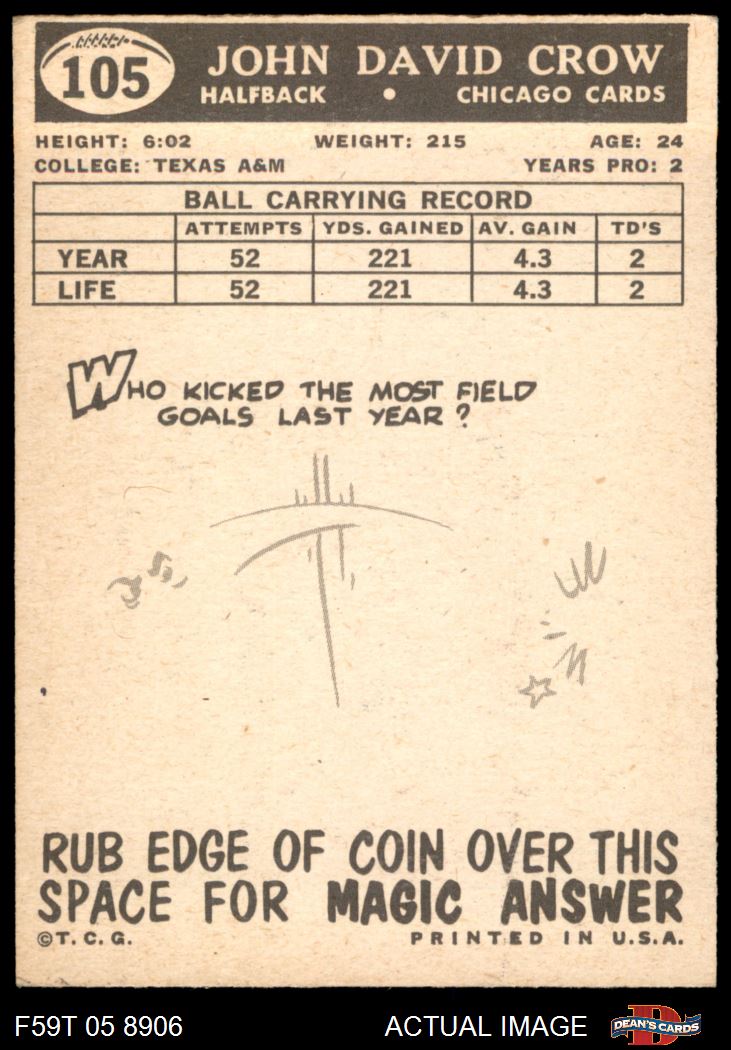 105
JOHN DAVID CROW
HALFBACK • CHICAGO CARDS
HEIGHT: 6:02 WEIGHT: 215 AGE: 24
COLLEGE: TEXAS A&M YEARS PRO: 2
BALL CARRYING RECORD
ATTEMPTS YDS. GAINED AV. GAIN TD'S
YEAR 52 221 4.3 2
LIFE 52 221 4.3 2
WHO KICKED THE MOST FIELD
GOALS LAST YEAR?
RUB EDGE OF COIN OVER THIS
SPACE FOR MAGIC ANSWER
©T.C.G. PRINTED IN U.S.A.
F59T 05 8906 ACTUAL IMAGE D DEAN'S CARDS